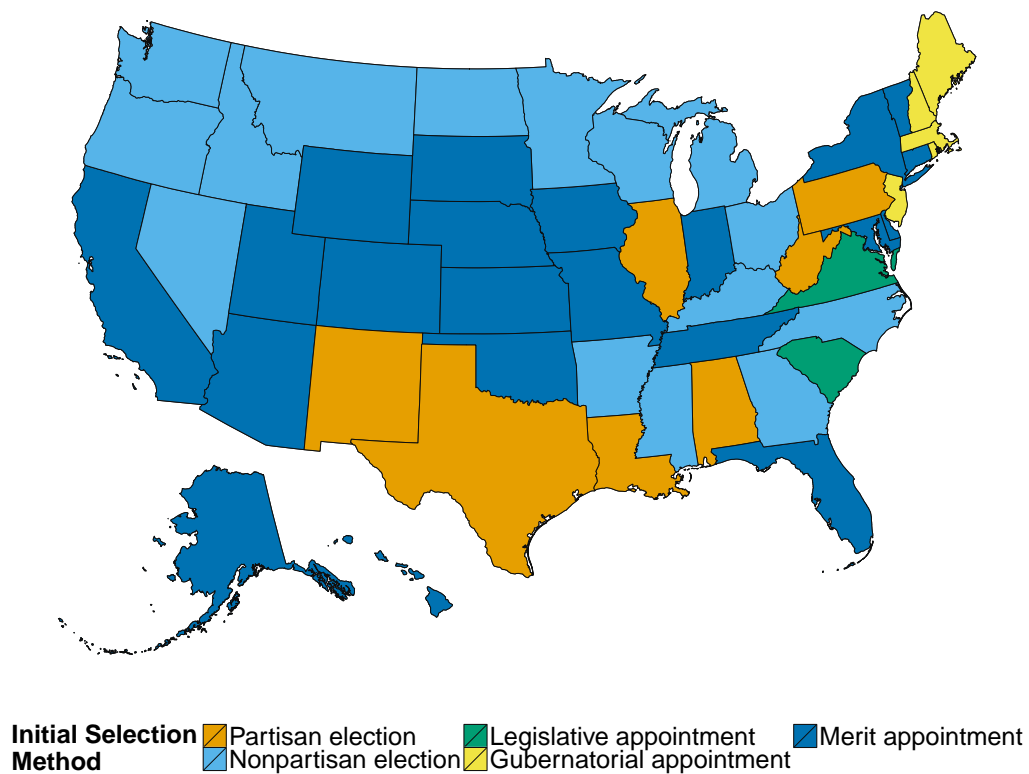 Initial Selection Method
Partisan election
Nonpartisan election
Legislative appointment
Gubernatorial appointment
Merit appointment